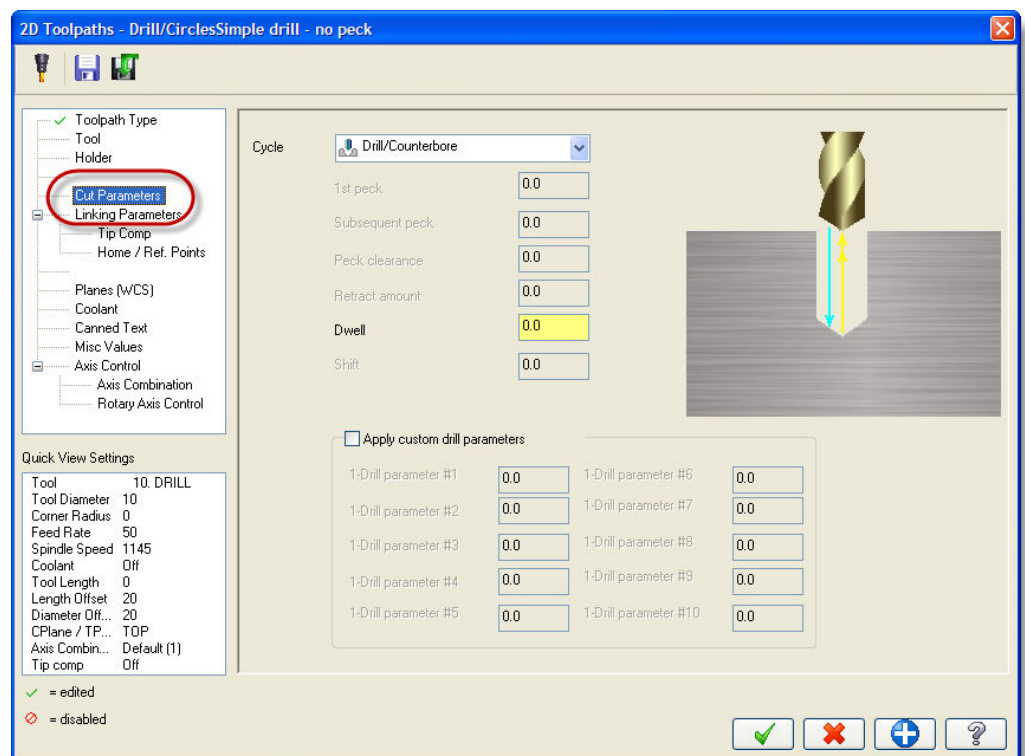 2D Toolpaths - Drill/CirclesSimple drill - no peck
Toolpath Type
Tool
Holder
Cut Parameters
Linking Parameters
Tip Comp
Home / Ref. Points
Planes (WCS)
Coolant
Canned Text
Misc Values
Axis Control
Axis Combination
Rotary Axis Control
Cycle Drill/Counterbore
1st peck 0.0
Subsequent peck 0.0
Peck clearance 0.0
Retract amount 0.0
Dwell 0.0
Shift 0.0
Apply custom drill parameters
1-Drill parameter #1 0.0 1-Drill parameter #6 0.0
1-Drill parameter #2 0.0 1-Drill parameter #7 0.0
1-Drill parameter #3 0.0 1-Drill parameter #8 0.0
1-Drill parameter #4 0.0 1-Drill parameter #9 0.0
1-Drill parameter #5 0.0 1-Drill parameter #10 0.0
Quick View Settings
Tool 10. DRILL
Tool Diameter 10
Corner Radius 0
Feed Rate 50
Spindle Speed 1145
Coolant Off
Tool Length 0
Length Offset 20
Diameter Off... 20
CPlane / TP... TOP
Axis Combin... Default (1)
Tip comp Off
= edited
= disabled